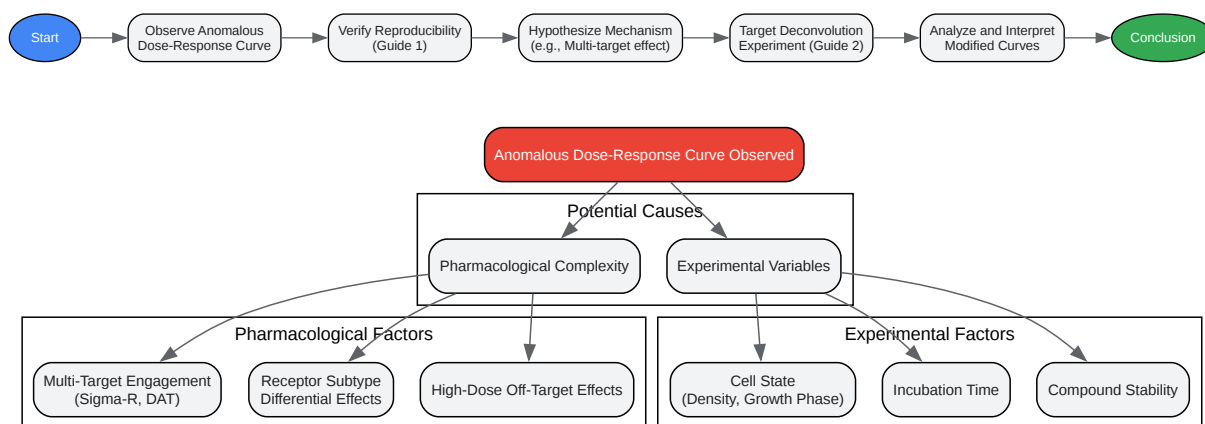 Start
Observe Anomalous
Dose-Response Curve
Verify Reproducibility
(Guide 1)
Hypothesize Mechanism
(e.g., Multi-target effect)
Target Deconvolution
Experiment (Guide 2)
Analyze and Interpret
Modified Curves
Conclusion
Anomalous Dose-Response Curve Observed
Potential Causes
Pharmacological Complexity
Experimental Variables
Pharmacological Factors
Experimental Factors
Multi-Target Engagement
(Sigma-R, DAT)
Receptor Subtype
Differential Effects
High-Dose Off-Target Effects
Cell State
(Density, Growth Phase)
Incubation Time
Compound Stability